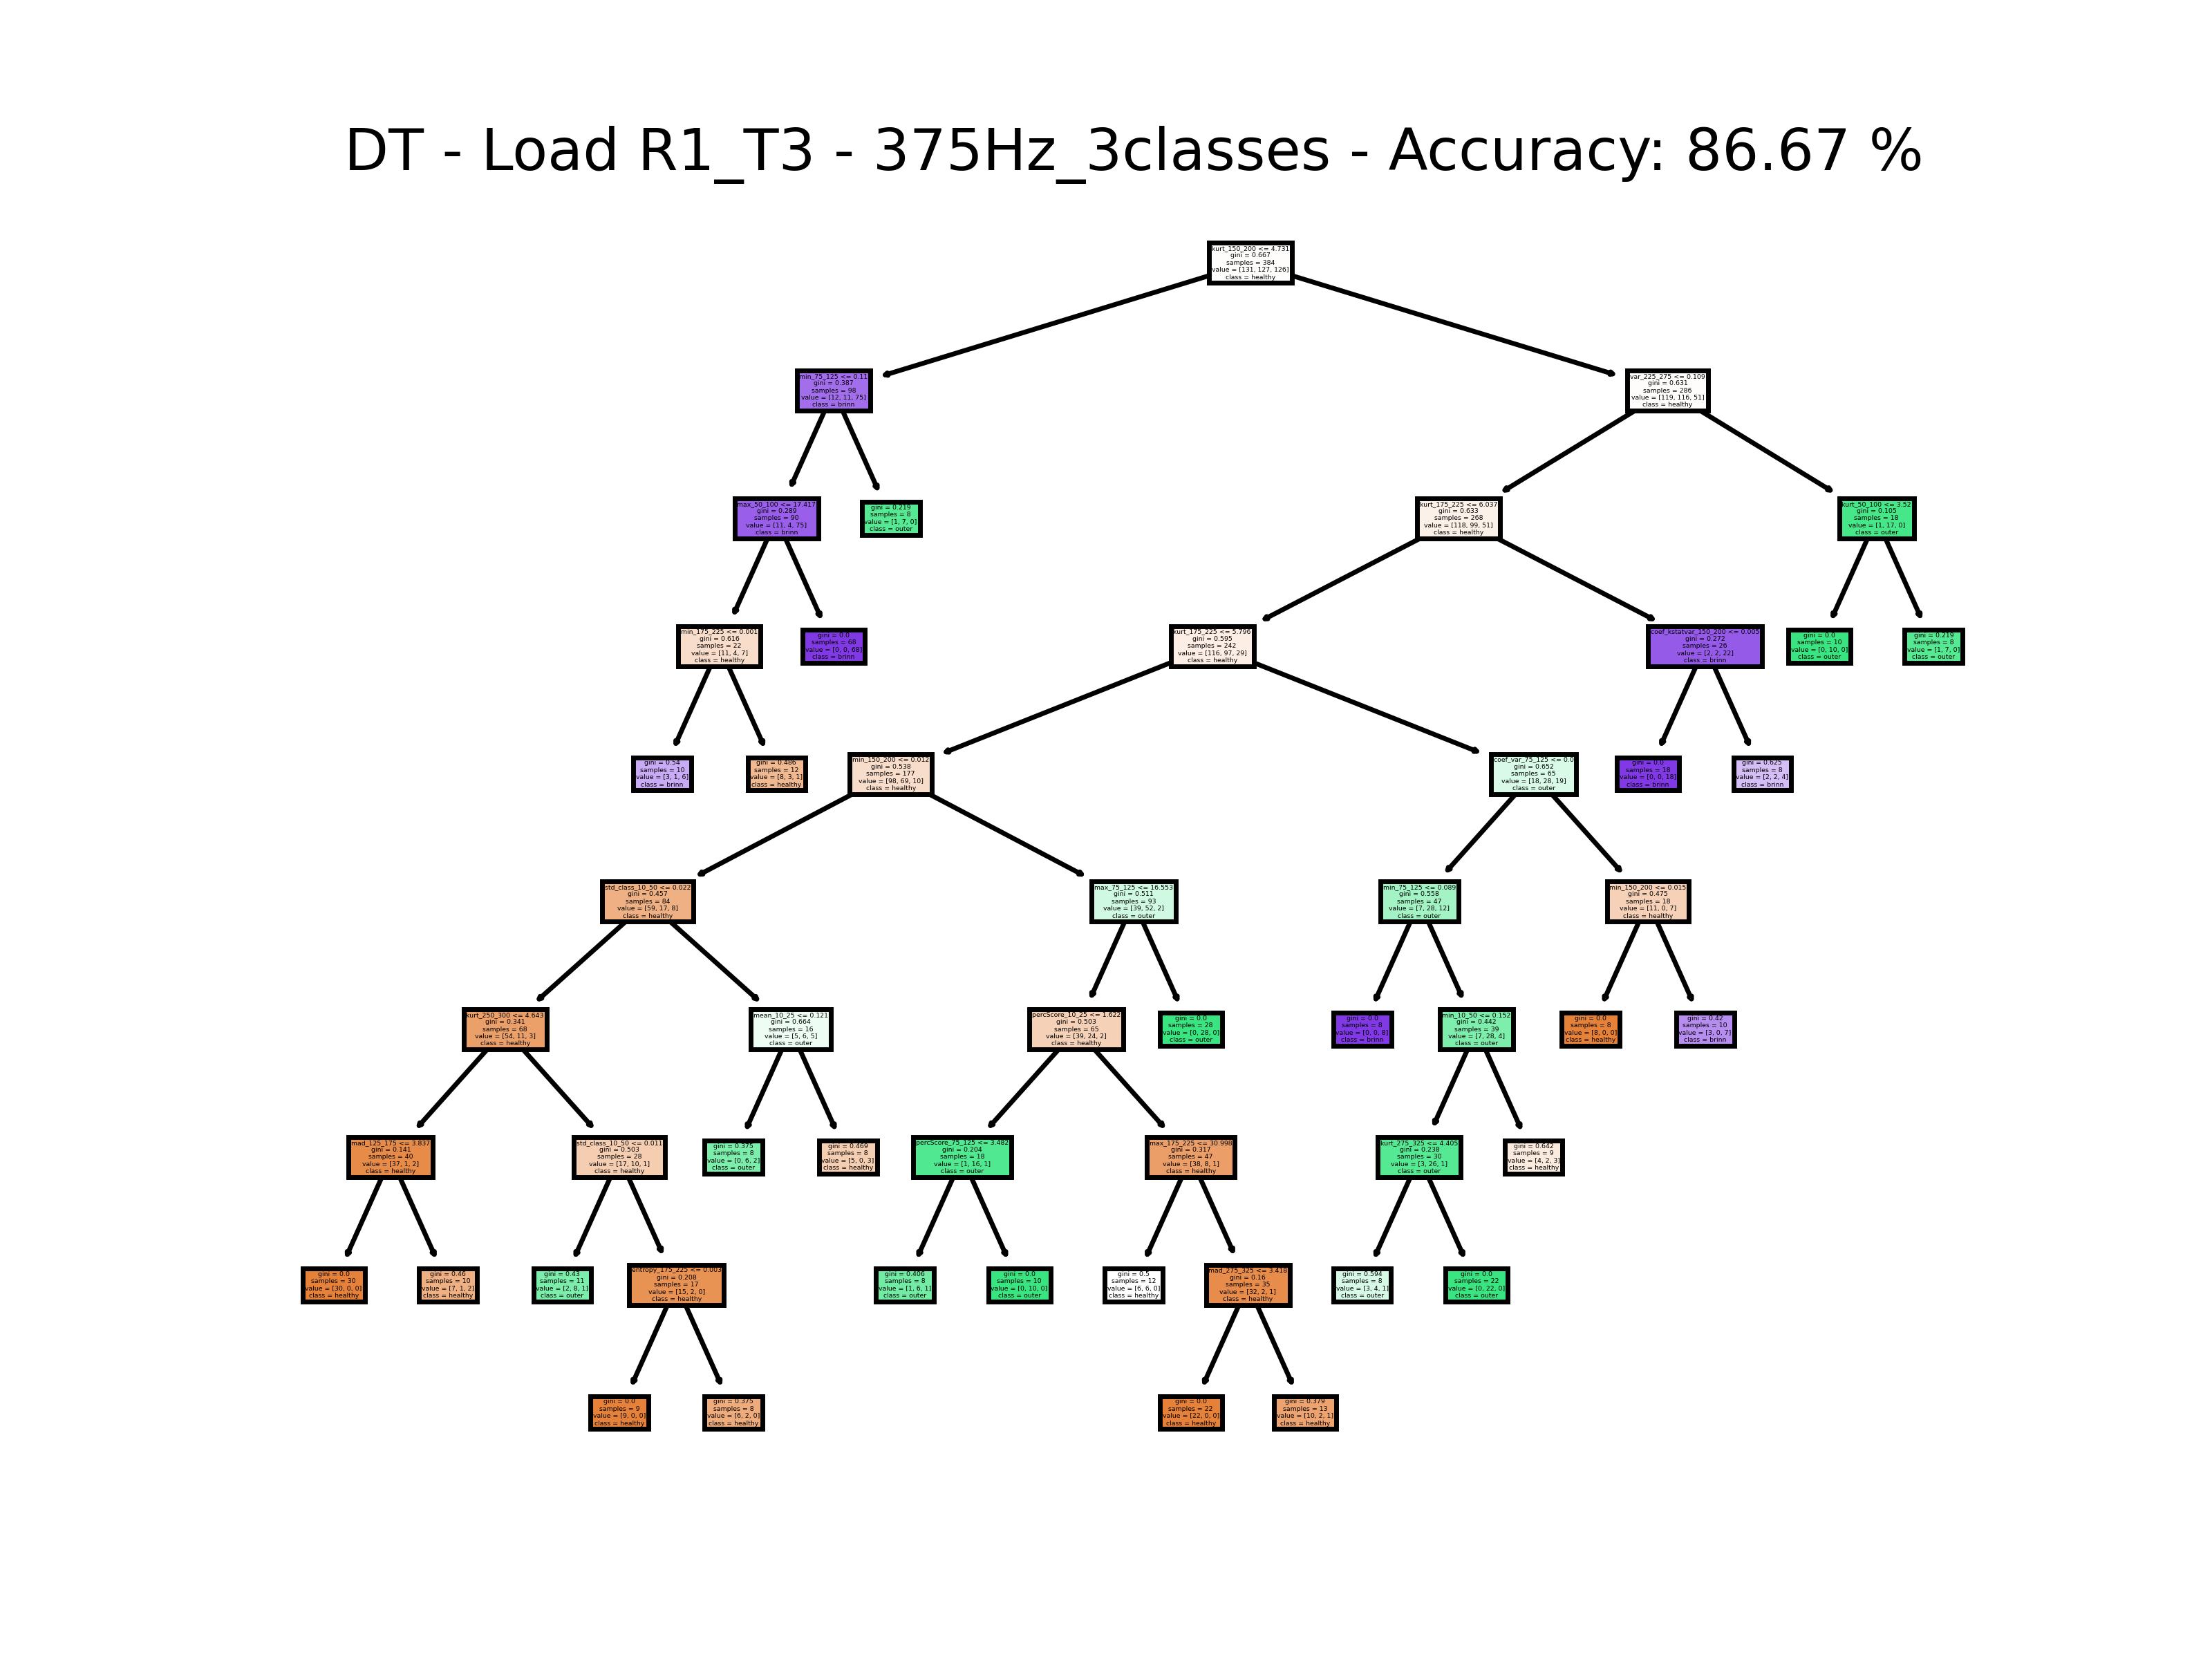 DT - Load R1_T3 - 375Hz_3classes - Accuracy: 86.67 %
kurt_150_200 <= 4.731
gini = 0.667
samples = 384
value = [131, 127, 126]
class = healthy
min_75_125 <= 0.11
gini = 0.387
samples = 98
value = [12, 11, 75]
class = brinn
var_225_275 <= 0.109
gini = 0.631
samples = 286
value = [119, 116, 51]
class = healthy
max_50_100 <= 17.417
gini = 0.289
samples = 90
value = [11, 4, 75]
class = brinn
gini = 0.219
samples = 8
value = [1, 7, 0]
class = outer
kurt_175_225 <= 6.037
gini = 0.633
samples = 268
value = [118, 99, 51]
class = healthy
kurt_50_100 <= 3.52
gini = 0.105
samples = 18
value = [1, 17, 0]
class = outer
min_175_225 <= 0.001
gini = 0.616
samples = 22
value = [11, 4, 7]
class = healthy
gini = 0.0
samples = 68
value = [0, 0, 68]
class = brinn
kurt_175_225 <= 5.796
gini = 0.595
samples = 242
value = [116, 97, 29]
class = healthy
coef_kstatvar_150_200 <= 0.005
gini = 0.272
samples = 26
value = [2, 2, 22]
class = brinn
gini = 0.0
samples = 10
value = [0, 10, 0]
class = outer
gini = 0.219
samples = 8
value = [1, 7, 0]
class = outer
gini = 0.54
samples = 10
value = [3, 1, 6]
class = brinn
gini = 0.486
samples = 12
value = [8, 3, 1]
class = healthy
min_150_200 <= 0.012
gini = 0.538
samples = 177
value = [98, 69, 10]
class = healthy
coef_var_75_125 <= 0.0
gini = 0.652
samples = 65
value = [18, 28, 19]
class = outer
gini = 0.0
samples = 18
value = [0, 0, 18]
class = brinn
gini = 0.625
samples = 8
value = [2, 2, 4]
class = brinn
std_class_10_50 <= 0.022
gini = 0.457
samples = 84
value = [59, 17, 8]
class = healthy
max_75_125 <= 16.553
gini = 0.511
samples = 93
value = [39, 52, 2]
class = outer
min_75_125 <= 0.089
gini = 0.558
samples = 47
value = [7, 28, 12]
class = outer
min_150_200 <= 0.015
gini = 0.475
samples = 18
value = [11, 0, 7]
class = healthy
kurt_250_300 <= 4.643
gini = 0.341
samples = 68
value = [54, 11, 3]
class = healthy
mean_10_25 <= 0.121
gini = 0.664
samples = 16
value = [5, 6, 5]
class = outer
percScore_10_25 <= 1.622
gini = 0.503
samples = 65
value = [39, 24, 2]
class = healthy
gini = 0.0
samples = 28
value = [0, 28, 0]
class = outer
gini = 0.0
samples = 8
value = [0, 0, 8]
class = brinn
min_10_50 <= 0.152
gini = 0.442
samples = 39
value = [7, 28, 4]
class = outer
gini = 0.0
samples = 8
value = [8, 0, 0]
class = healthy
gini = 0.42
samples = 10
value = [3, 0, 7]
class = brinn
mad_125_175 <= 3.837
gini = 0.141
samples = 40
value = [37, 1, 2]
class = healthy
std_class_10_50 <= 0.011
gini = 0.503
samples = 28
value = [17, 10, 1]
class = healthy
gini = 0.375
samples = 8
value = [0, 6, 2]
class = outer
gini = 0.469
samples = 8
value = [5, 0, 3]
class = healthy
percScore_75_125 <= 3.482
gini = 0.204
samples = 18
value = [1, 16, 1]
class = outer
max_175_225 <= 30.998
gini = 0.317
samples = 47
value = [38, 8, 1]
class = healthy
kurt_275_325 <= 4.405
gini = 0.238
samples = 30
value = [3, 26, 1]
class = outer
gini = 0.642
samples = 9
value = [4, 2, 3]
class = healthy
gini = 0.0
samples = 30
value = [30, 0, 0]
class = healthy
gini = 0.46
samples = 10
value = [7, 1, 2]
class = healthy
gini = 0.43
samples = 11
value = [2, 8, 1]
class = outer
entropy_175_225 <= 0.003
gini = 0.208
samples = 17
value = [15, 2, 0]
class = healthy
gini = 0.406
samples = 8
value = [1, 6, 1]
class = outer
gini = 0.0
samples = 10
value = [0, 10, 0]
class = outer
gini = 0.5
samples = 12
value = [6, 6, 0]
class = healthy
mad_275_325 <= 3.418
gini = 0.16
samples = 35
value = [32, 2, 1]
class = healthy
gini = 0.594
samples = 8
value = [3, 4, 1]
class = outer
gini = 0.0
samples = 22
value = [0, 22, 0]
class = outer
gini = 0.0
samples = 9
value = [9, 0, 0]
class = healthy
gini = 0.375
samples = 8
value = [6, 2, 0]
class = healthy
gini = 0.0
samples = 22
value = [22, 0, 0]
class = healthy
gini = 0.379
samples = 13
value = [10, 2, 1]
class = healthy